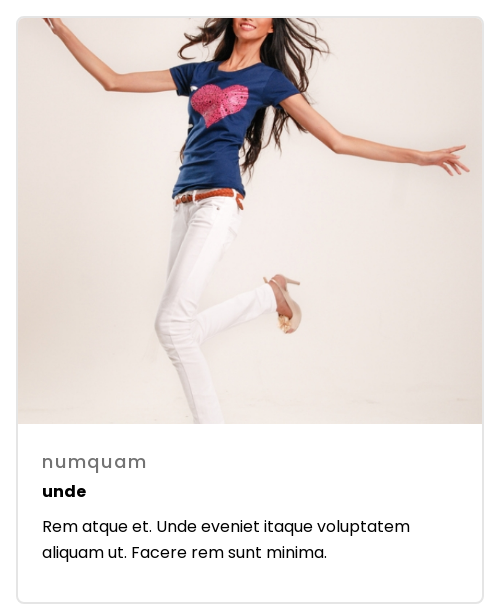 numquam
unde
Rem atque et. Unde eveniet itaque voluptatem
aliquam ut. Facere rem sunt minima.